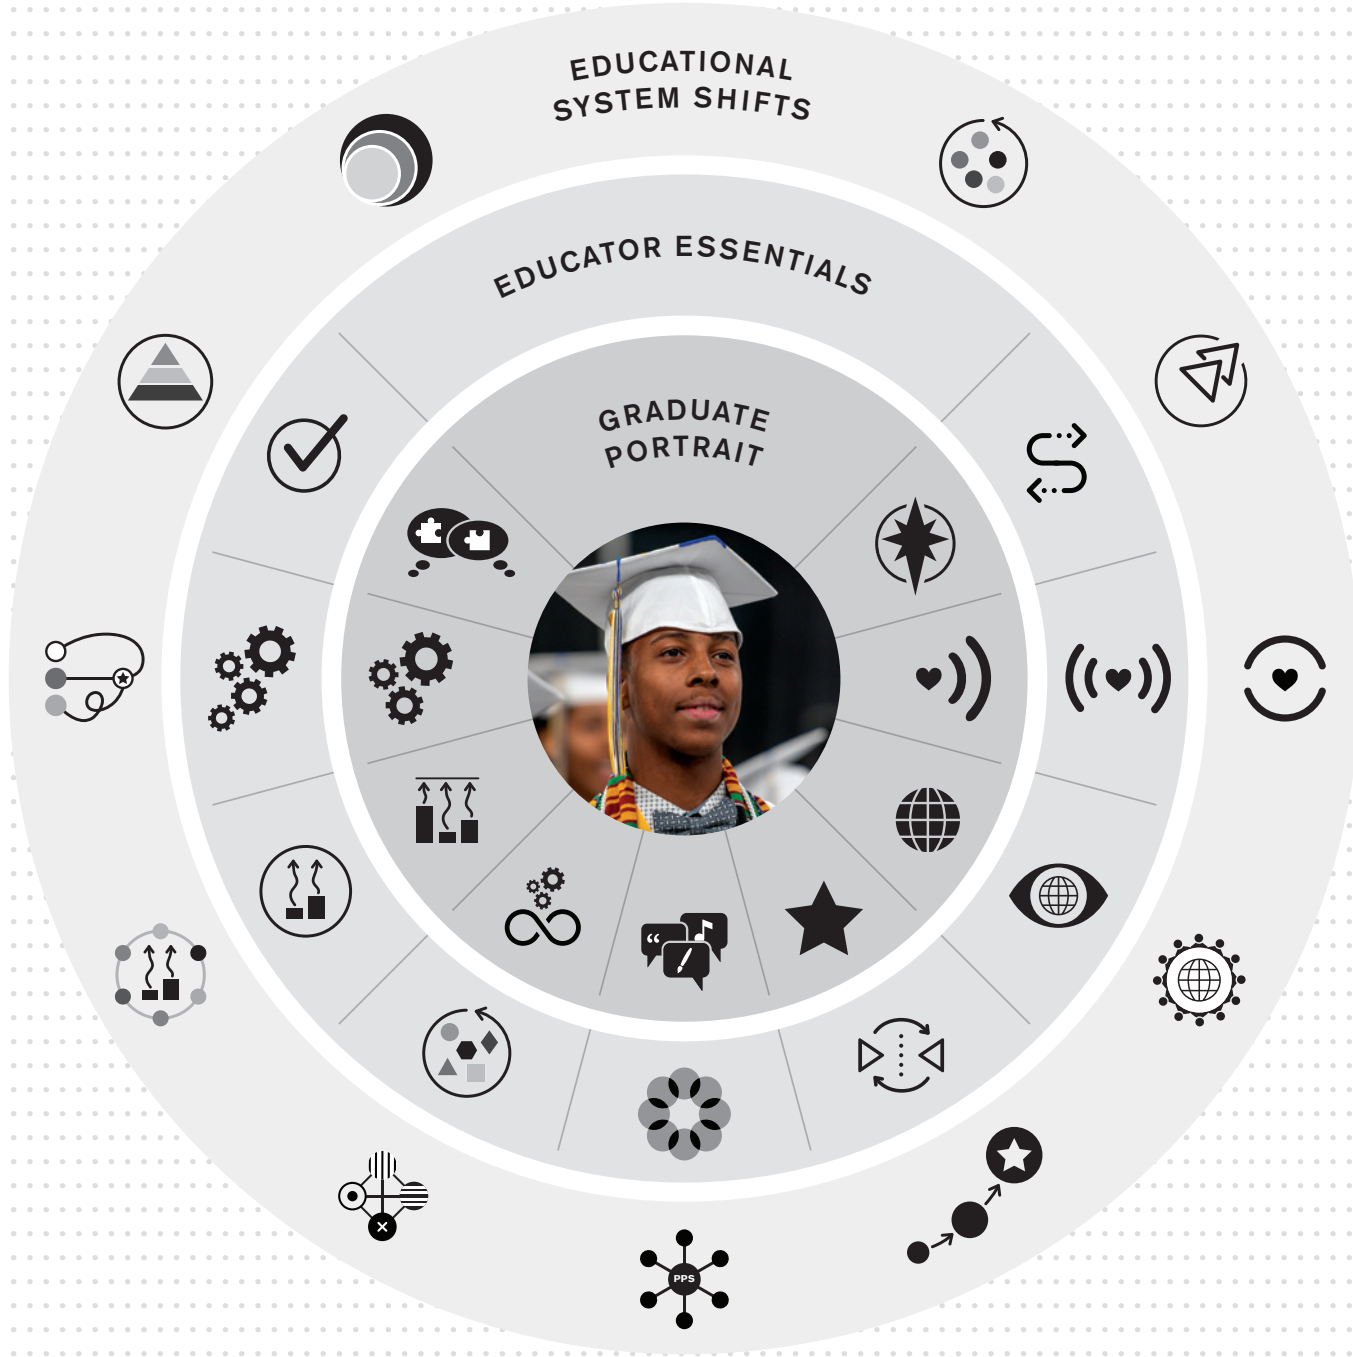 EDUCATIONAL
SYSTEM SHIFTS
EDUCATOR ESSENTIALS
GRADUATE
PORTRAIT
“
PPS